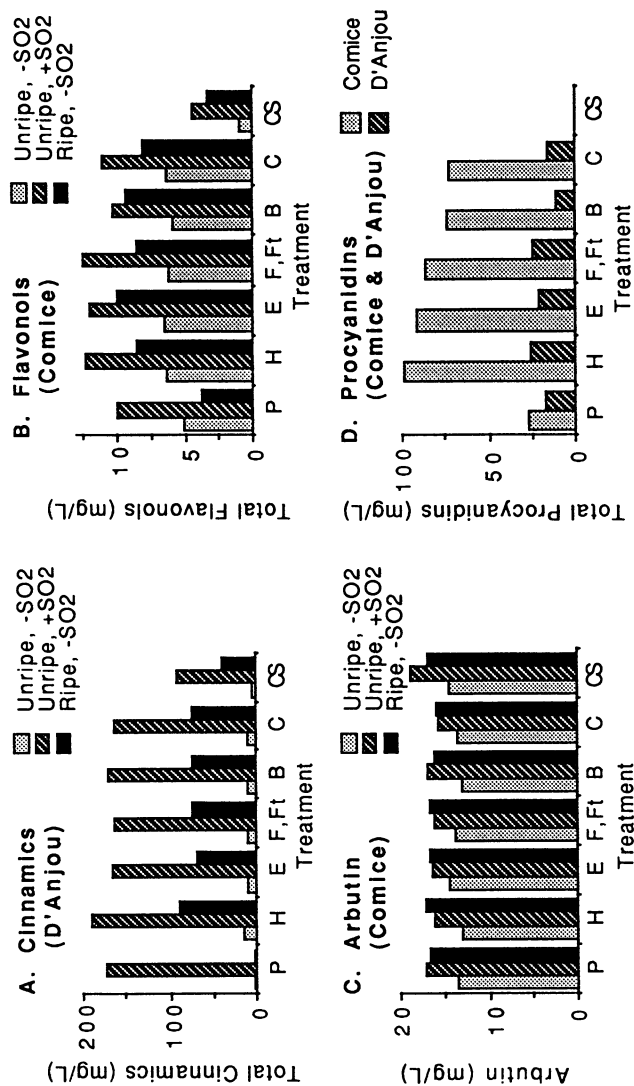 A. Cinnamics
(D'Anjou)
Unripe, -SO2
Unripe, +SO2
Ripe, -SO2
Total Cinnamics (mg/L)
200
100
0
P H E F,Ft B C CS
Treatment
B. Flavonols
(Comice)
Unripe, -SO2
Unripe, +SO2
Ripe, -SO2
Total Flavonols (mg/L)
10
5
0
P H E F,Ft B C CS
Treatment
C. Arbutin
(Comice)
Unripe, -SO2
Unripe, +SO2
Ripe, -SO2
Arbutin (mg/L)
20
10
0
P H E F,Ft B C CS
Treatment
D. Procyanidins
(Comice & D'Anjou)
Comice
D'Anjou
Total Procyanidins (mg/L)
100
50
0
P H E F,Ft B C CS
Treatment